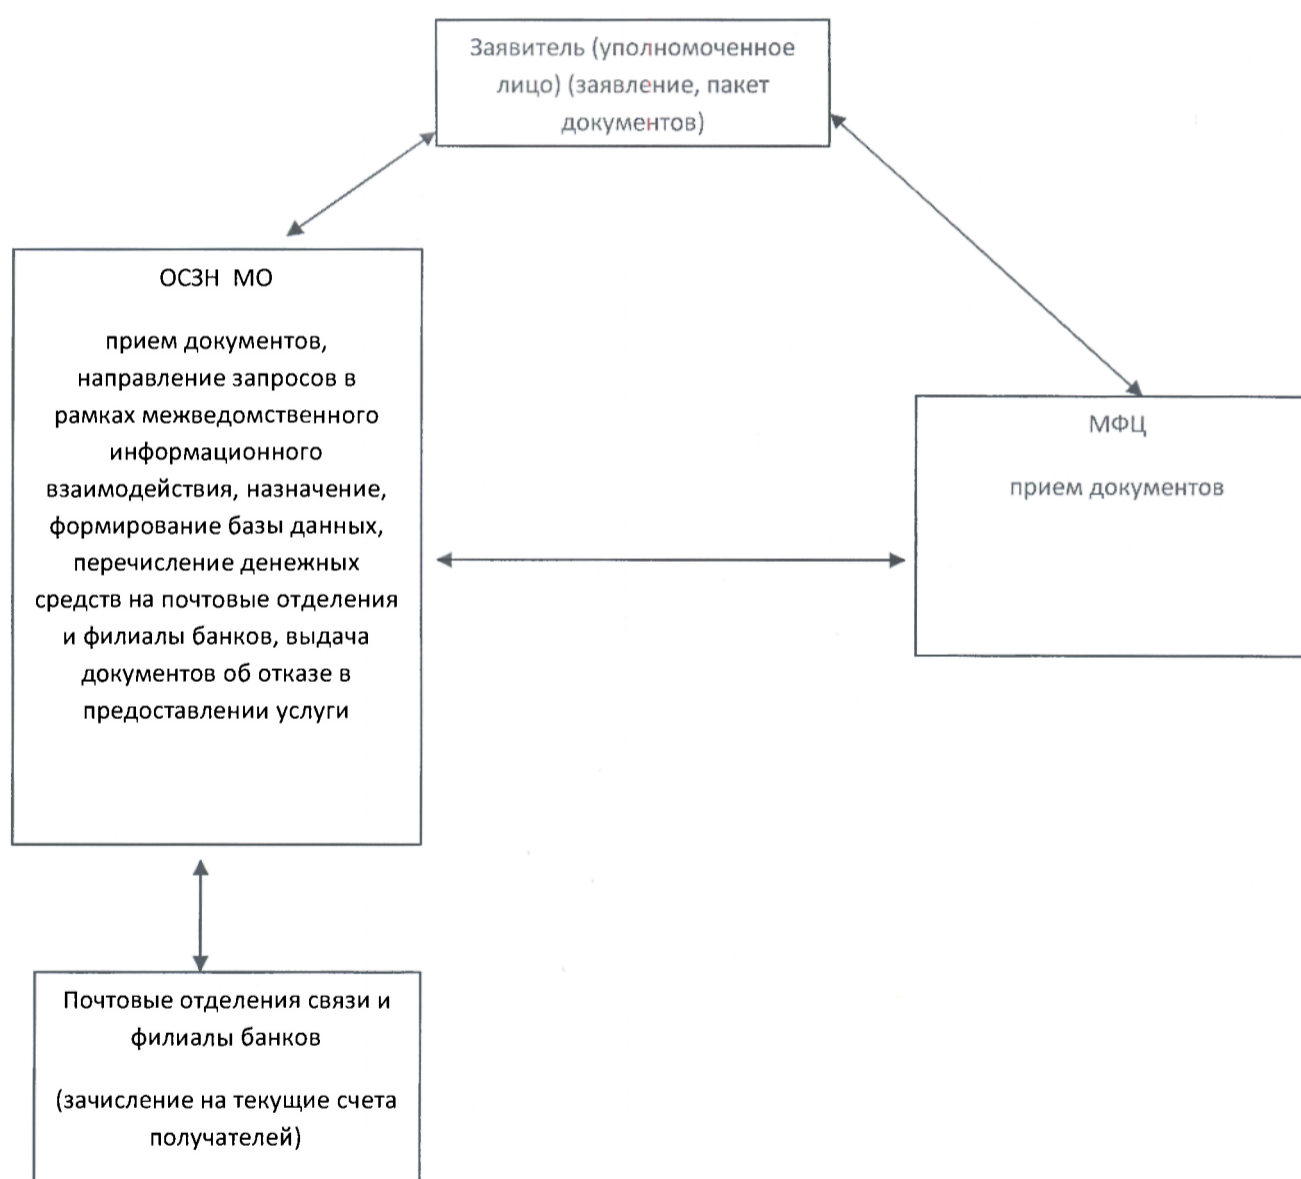 Заявитель (уполномоченное
лицо) (заявление, пакет
документов)
ОСЗН МО
прием документов,
направление запросов в
рамках межведомственного
информационного
взаимодействия, назначение,
формирование базы данных,
перечисление денежных
средств на почтовые отделения
и филиалы банков, выдача
документов об отказе в
предоставлении услуги
МФЦ
прием документов
Почтовые отделения связи и
филиалы банков
(зачисление на текущие счета
получателей)